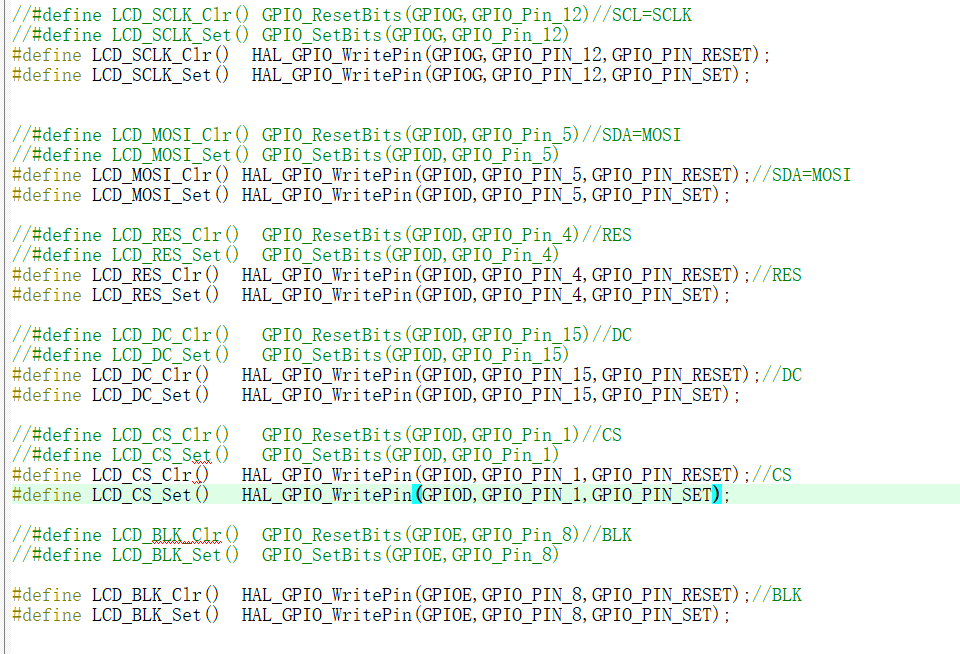 //#define LCD_SCLK_Clr() GPIO_ResetBits(GPIOG,GPIO_Pin_12)//SCL=SCLK
//#define LCD_SCLK_Set() GPIO_SetBits(GPIOG,GPIO_Pin_12)
#define LCD_SCLK_Clr()  HAL_GPIO_WritePin(GPIOG,GPIO_PIN_12,GPIO_PIN_RESET);
#define LCD_SCLK_Set()  HAL_GPIO_WritePin(GPIOG,GPIO_PIN_12,GPIO_PIN_SET);
//#define LCD_MOSI_Clr() GPIO_ResetBits(GPIOD,GPIO_Pin_5)//SDA=MOSI
//#define LCD_MOSI_Set() GPIO_SetBits(GPIOD,GPIO_Pin_5)
#define LCD_MOSI_Clr() HAL_GPIO_WritePin(GPIOD,GPIO_PIN_5,GPIO_PIN_RESET);//SDA=MOSI
#define LCD_MOSI_Set() HAL_GPIO_WritePin(GPIOD,GPIO_PIN_5,GPIO_PIN_SET);
//#define LCD_RES_Clr()  GPIO_ResetBits(GPIOD,GPIO_Pin_4)//RES
//#define LCD_RES_Set()  GPIO_SetBits(GPIOD,GPIO_Pin_4)
#define LCD_RES_Clr()  HAL_GPIO_WritePin(GPIOD,GPIO_PIN_4,GPIO_PIN_RESET);//RES
#define LCD_RES_Set()  HAL_GPIO_WritePin(GPIOD,GPIO_PIN_4,GPIO_PIN_SET);
//#define LCD_DC_Clr()   GPIO_ResetBits(GPIOD,GPIO_Pin_15)//DC
//#define LCD_DC_Set()   GPIO_SetBits(GPIOD,GPIO_Pin_15)
#define LCD_DC_Clr()   HAL_GPIO_WritePin(GPIOD,GPIO_PIN_15,GPIO_PIN_RESET);//DC
#define LCD_DC_Set()   HAL_GPIO_WritePin(GPIOD,GPIO_PIN_15,GPIO_PIN_SET);
//#define LCD_CS_Clr()   GPIO_ResetBits(GPIOD,GPIO_Pin_1)//CS
//#define LCD_CS_Set()   GPIO_SetBits(GPIOD,GPIO_Pin_1)
#define LCD_CS_Clr()   HAL_GPIO_WritePin(GPIOD,GPIO_PIN_1,GPIO_PIN_RESET);//CS
#define LCD_CS_Set()   HAL_GPIO_WritePin(GPIOD,GPIO_PIN_1,GPIO_PIN_SET);
//#define LCD_BLK_Clr()  GPIO_ResetBits(GPIOE,GPIO_Pin_8)//BLK
//#define LCD_BLK_Set()  GPIO_SetBits(GPIOE,GPIO_Pin_8)
#define LCD_BLK_Clr()  HAL_GPIO_WritePin(GPIOE,GPIO_PIN_8,GPIO_PIN_RESET);//BLK
#define LCD_BLK_Set()  HAL_GPIO_WritePin(GPIOE,GPIO_PIN_8,GPIO_PIN_SET);